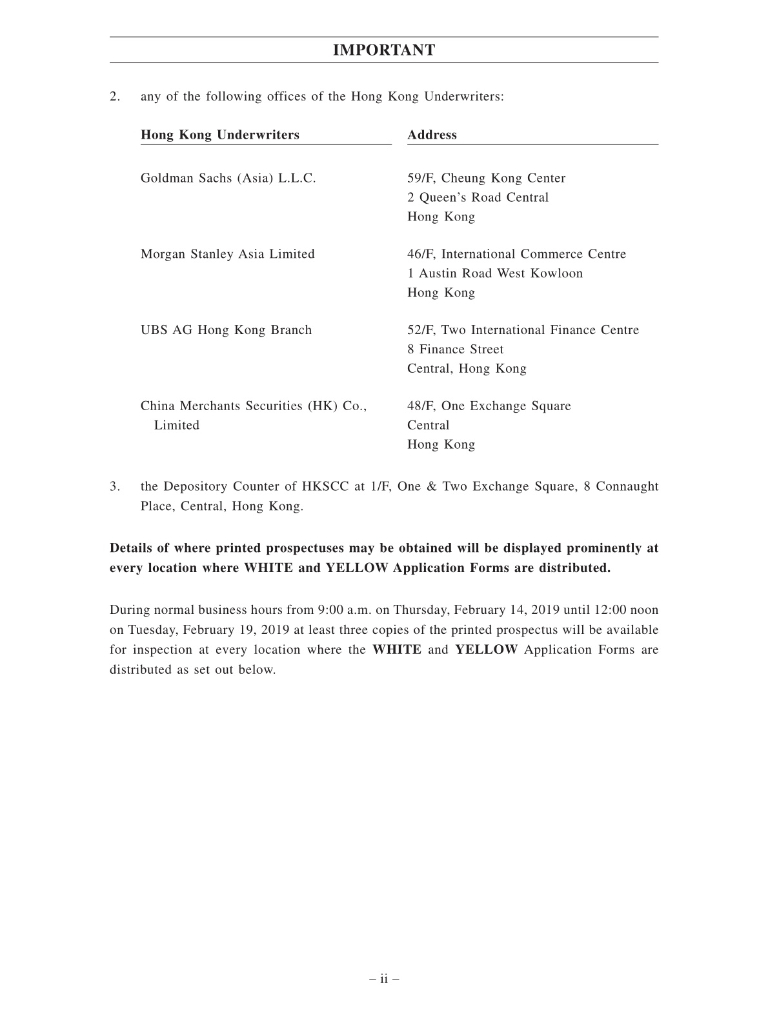 IMPORTANT
2. any of the following offices of the Hong Kong Underwriters:
Hong Kong Underwriters Address
Goldman Sachs (Asia) L.L.C. 59/F, Cheung Kong Center
2 Queen’s Road Central
Hong Kong
Morgan Stanley Asia Limited 46/F, International Commerce Centre
1 Austin Road West Kowloon
Hong Kong
UBS AG Hong Kong Branch 52/F, Two International Finance Centre
8 Finance Street
Central, Hong Kong
China Merchants Securities (HK) Co., 48/F, One Exchange Square
Limited Central
Hong Kong
3. the Depository Counter of HKSCC at 1/F, One & Two Exchange Square, 8 Connaught
Place, Central, Hong Kong.
Details of where printed prospectuses may be obtained will be displayed prominently at
every location where WHITE and YELLOW Application Forms are distributed.
During normal business hours from 9:00 a.m. on Thursday, February 14, 2019 until 12:00 noon
on Tuesday, February 19, 2019 at least three copies of the printed prospectus will be available
for inspection at every location where the WHITE and YELLOW Application Forms are
distributed as set out below.
– ii –